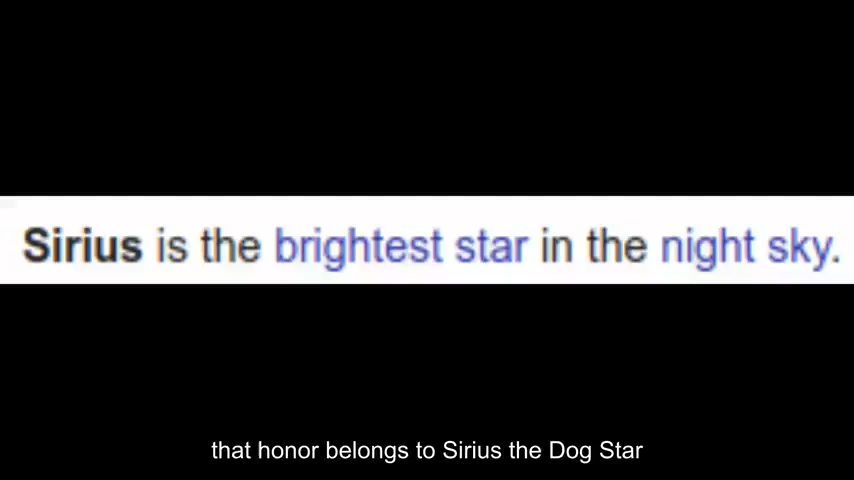 Sirius is the brightest star in the night sky.
that honor belongs to Sirius the Dog Star